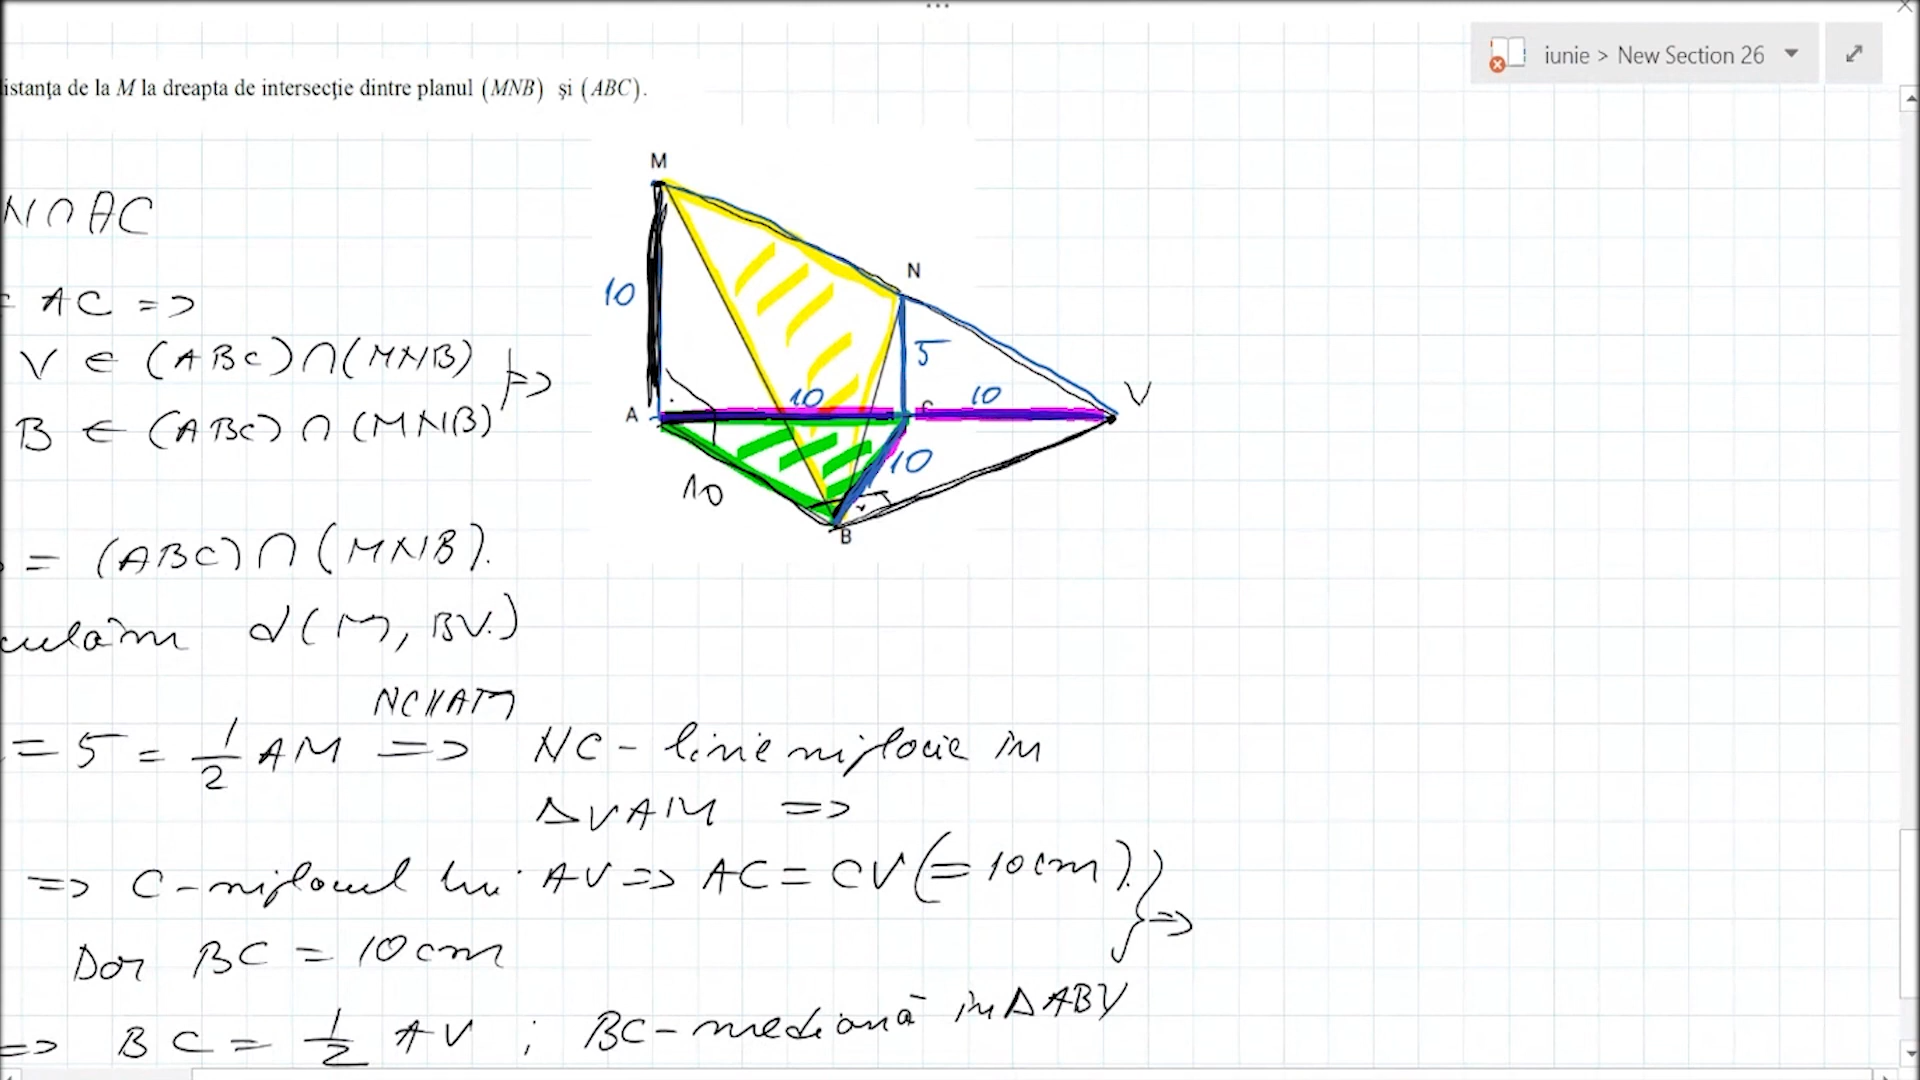 iunie > New Section 26
istanţa de la M la dreapta de intersecţie dintre planul (MNB) şi (ABC).
M
N
10
5
V
A
10
C
10
10
10
B
N ∩ AC
AC =>
V ∈ (ABC) ∩ (MNB)
=>
B ∈ (ABC) ∩ (MNB)
= (ABC) ∩ (MNB).
culăm d(M, BV.)
NC || AM
= 5 = 1/2 AM => NC - linie mijlocie în
Δ VAM =>
=> C - mijlocul lui AV => AC = CV (= 10 cm).} =>
Dar BC = 10 cm
=> BC = 1/2 AV ; BC - mediană în Δ ABV